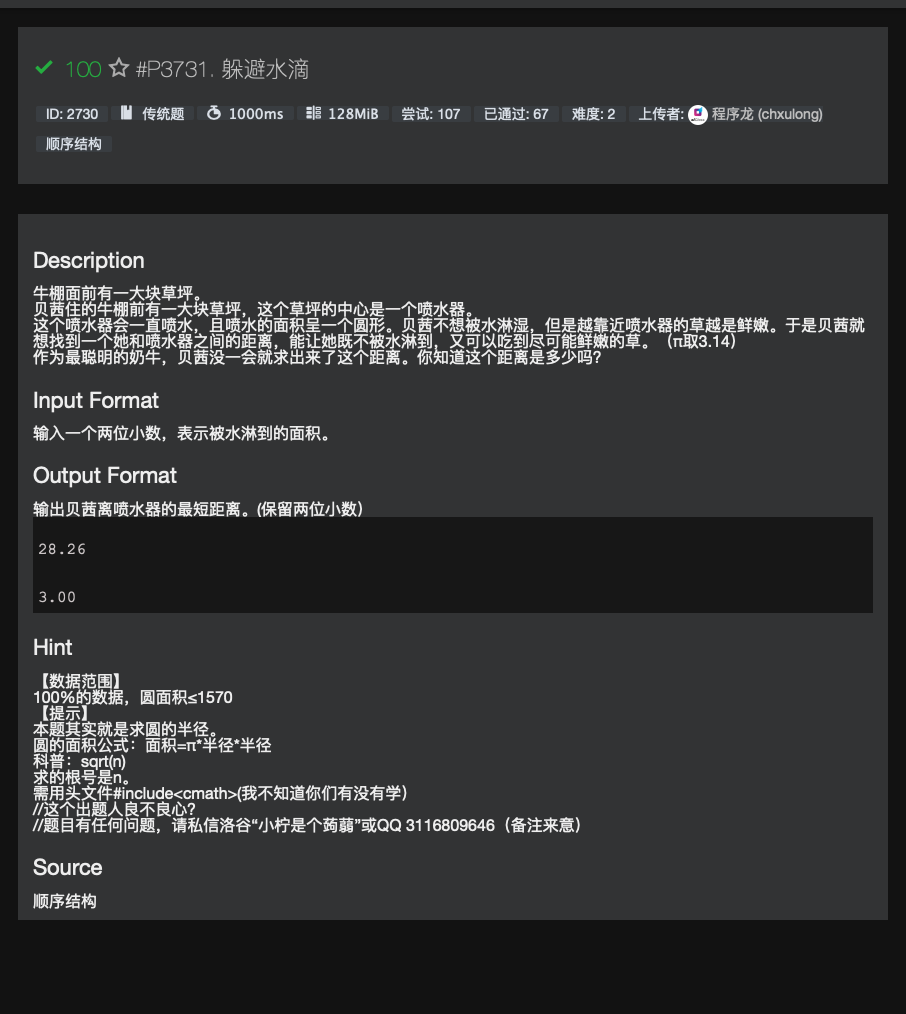 100 #P3731. 躲避水滴
ID: 2730 传统题 1000ms 128MiB 尝试: 107 已通过: 67 难度: 2 上传者: 程序龙 (chxulong)
顺序结构
Description
牛棚面前有一大块草坪。
贝茜住的牛棚前有一大块草坪，这个草坪的中心是一个喷水器。
这个喷水器会一直喷水，且喷水的面积呈一个圆形。贝茜不想被水淋湿，但是越靠近喷水器的草越是鲜嫩。于是贝茜就
想找到一个她和喷水器之间的距离，能让她既不被水淋到，又可以吃到尽可能鲜嫩的草。（π取3.14）
作为最聪明的奶牛，贝茜没一会就求出来了这个距离。你知道这个距离是多少吗?
Input Format
输入一个两位小数，表示被水淋到的面积。
Output Format
输出贝茜离喷水器的最短距离。(保留两位小数）
28.26
3.00
Hint
【数据范围】
100%的数据，圆面积≤1570
【提示】
本题其实就是求圆的半径。
圆的面积公式：面积=π*半径*半径
科普：sqrt(n)
求的根号是n。
需用头文件#include<cmath>(我不知道你们有没有学）
//这个出题人良不良心?
//题目有任何问题，请私信洛谷“小柠是个蒟蒻”或QQ 3116809646（备注来意）
Source
顺序结构